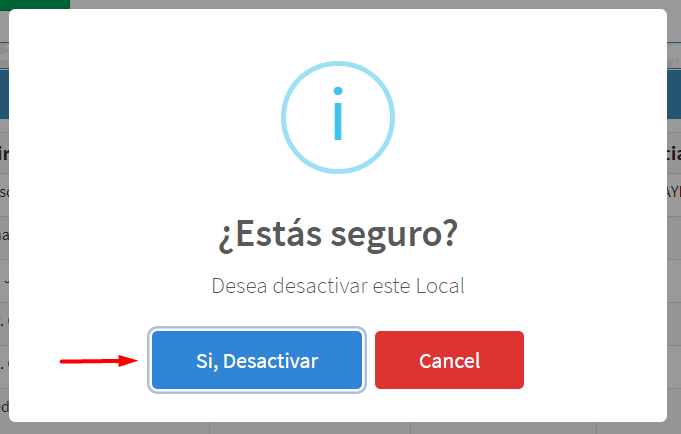 ¿Estás seguro?
Desea desactivar este Local
Si, Desactivar
Cancel